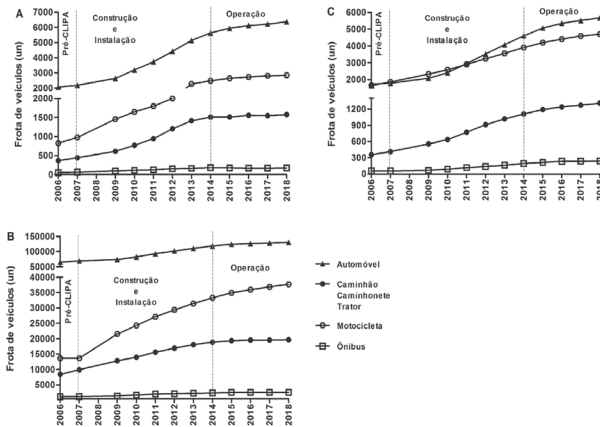 A
Pré-CLIPA
Construção
e
Instalação
Operação
Frota de veículos (un)
7000
6000
5000
4000
3000
2000
2000
1500
1000
500
0
2006
2007
2008
2009
2010
2011
2012
2013
2014
2015
2016
2017
2018
C
Pré-CLIPA
Construção
e
Instalação
Operação
Frota de veículos (un)
6000
5000
4000
3000
2000
1200
900
600
300
0
2006
2007
2008
2009
2010
2011
2012
2013
2014
2015
2016
2017
2018
B
Pré-CLIPA
Construção
e
Instalação
Operação
Frota de veículos (un)
150000
100000
50000
40000
35000
30000
25000
20000
15000
10000
5000
2006
2007
2008
2009
2010
2011
2012
2013
2014
2015
2016
2017
2018
Automóvel
Caminhão
Caminhonete
Trator
Motocicleta
Ônibus